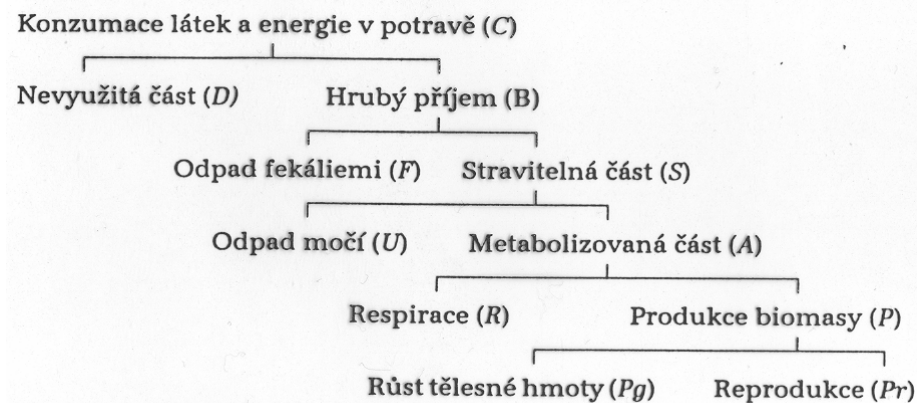 Konzumace látek a energie v potravě (C)
Nevyužitá část (D) Hrubý příjem (B)
Odpad fekáliemi (F) Stravitelná část (S)
Odpad močí (U) Metabolizovaná část (A)
Respirace (R) Produkce biomasy (P)
Růst tělesné hmoty (Pg) Reprodukce (Pr)